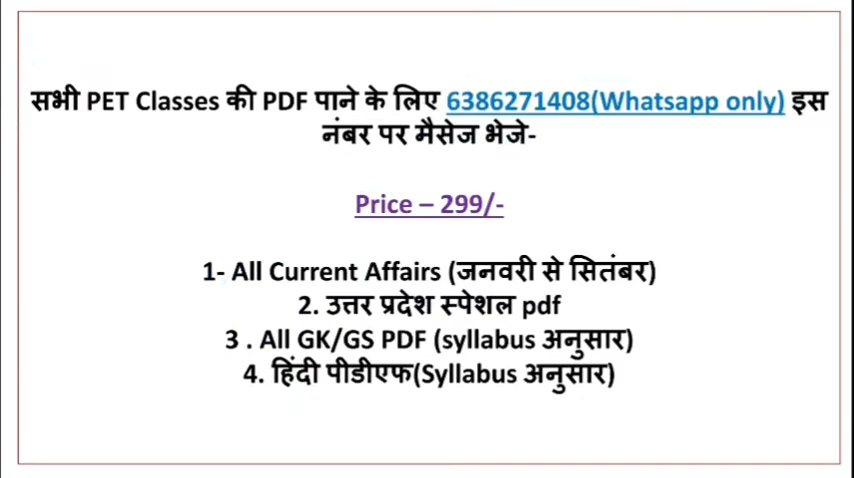 सभी PET Classes की PDF पाने के लिए 6386271408(Whatsapp only) इस
नंबर पर मैसेज भेजे-
Price – 299/-
1- All Current Affairs (जनवरी से सितंबर)
2. उत्तर प्रदेश स्पेशल pdf
3 . All GK/GS PDF (syllabus अनुसार)
4. हिंदी पीडीएफ(Syllabus अनुसार)